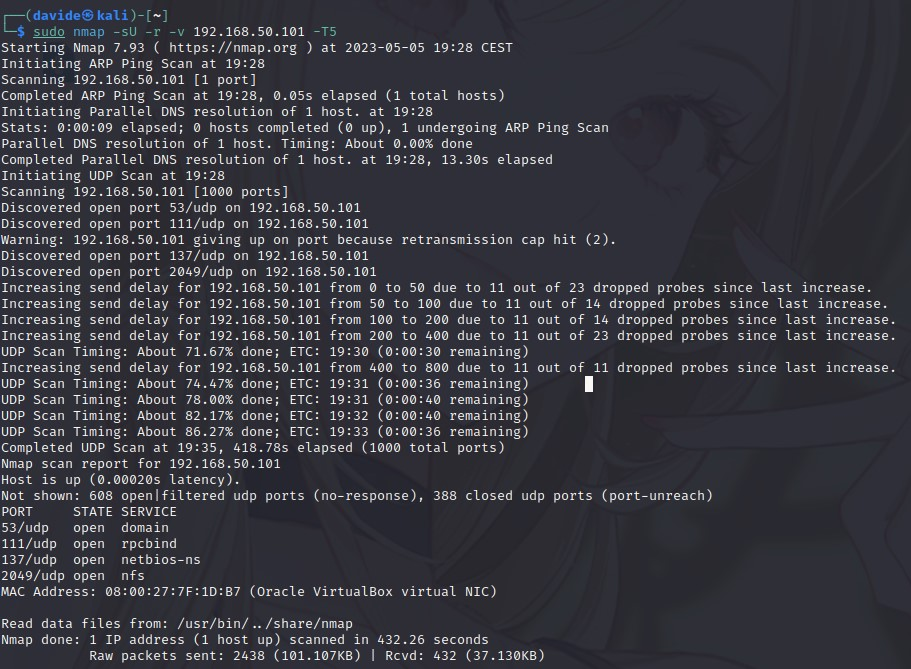 ┌──(davide㉿kali)-[~]
└─$ sudo nmap -sU -r -v 192.168.50.101 -T5
Starting Nmap 7.93 ( https://nmap.org ) at 2023-05-05 19:28 CEST
Initiating ARP Ping Scan at 19:28
Scanning 192.168.50.101 [1 port]
Completed ARP Ping Scan at 19:28, 0.05s elapsed (1 total hosts)
Initiating Parallel DNS resolution of 1 host. at 19:28
Stats: 0:00:09 elapsed; 0 hosts completed (0 up), 1 undergoing ARP Ping Scan
Parallel DNS resolution of 1 host. Timing: About 0.00% done
Completed Parallel DNS resolution of 1 host. at 19:28, 13.30s elapsed
Initiating UDP Scan at 19:28
Scanning 192.168.50.101 [1000 ports]
Discovered open port 53/udp on 192.168.50.101
Discovered open port 111/udp on 192.168.50.101
Warning: 192.168.50.101 giving up on port because retransmission cap hit (2).
Discovered open port 137/udp on 192.168.50.101
Discovered open port 2049/udp on 192.168.50.101
Increasing send delay for 192.168.50.101 from 0 to 50 due to 11 out of 23 dropped probes since last increase.
Increasing send delay for 192.168.50.101 from 50 to 100 due to 11 out of 14 dropped probes since last increase.
Increasing send delay for 192.168.50.101 from 100 to 200 due to 11 out of 14 dropped probes since last increase.
Increasing send delay for 192.168.50.101 from 200 to 400 due to 11 out of 23 dropped probes since last increase.
UDP Scan Timing: About 71.67% done; ETC: 19:30 (0:00:30 remaining)
Increasing send delay for 192.168.50.101 from 400 to 800 due to 11 out of 11 dropped probes since last increase.
UDP Scan Timing: About 74.47% done; ETC: 19:31 (0:00:36 remaining)
UDP Scan Timing: About 78.00% done; ETC: 19:31 (0:00:40 remaining)
UDP Scan Timing: About 82.17% done; ETC: 19:32 (0:00:40 remaining)
UDP Scan Timing: About 86.27% done; ETC: 19:33 (0:00:36 remaining)
Completed UDP Scan at 19:35, 418.78s elapsed (1000 total ports)
Nmap scan report for 192.168.50.101
Host is up (0.00020s latency).
Not shown: 608 open|filtered udp ports (no-response), 388 closed udp ports (port-unreach)
PORT     STATE SERVICE
53/udp   open  domain
111/udp  open  rpcbind
137/udp  open  netbios-ns
2049/udp open  nfs
MAC Address: 08:00:27:7F:1D:B7 (Oracle VirtualBox virtual NIC)

Read data files from: /usr/bin/../share/nmap
Nmap done: 1 IP address (1 host up) scanned in 432.26 seconds
           Raw packets sent: 2438 (101.107KB) | Rcvd: 432 (37.130KB)